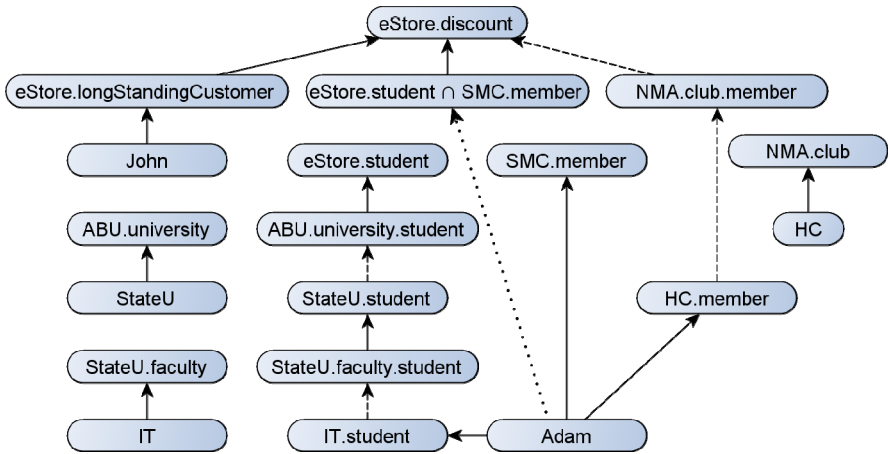 eStore.discount
eStore.longStandingCustomer
eStore.student ∩ SMC.member
NMA.club.member
John
eStore.student
SMC.member
NMA.club
ABU.university
ABU.university.student
HC
StateU
StateU.student
HC.member
StateU.faculty
StateU.faculty.student
IT
IT.student
Adam